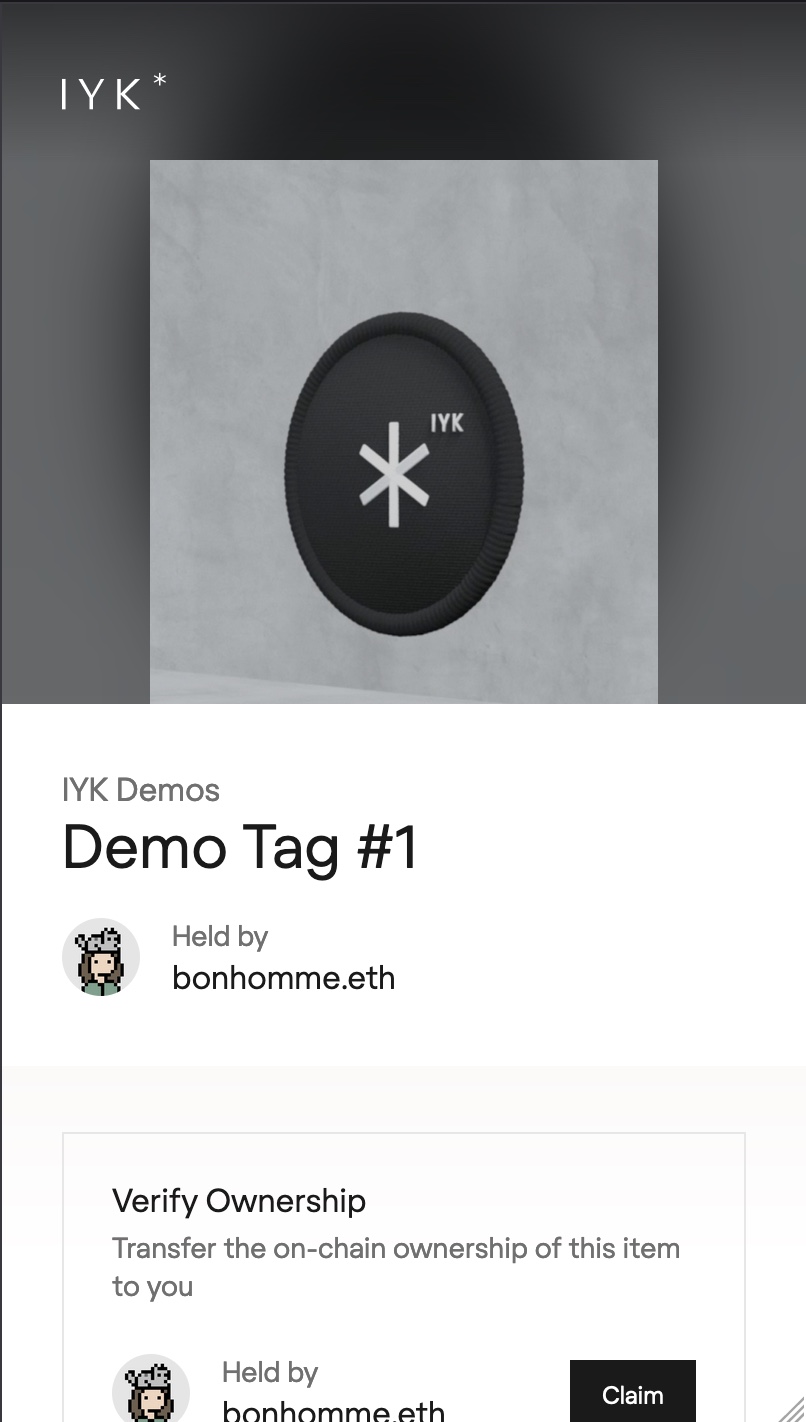 IYK*
IYK
IYK Demos
Demo Tag #1
Held by
bonhomme.eth
Verify Ownership
Transfer the on-chain ownership of this item
to you
Held by
bonhomme.eth
Claim